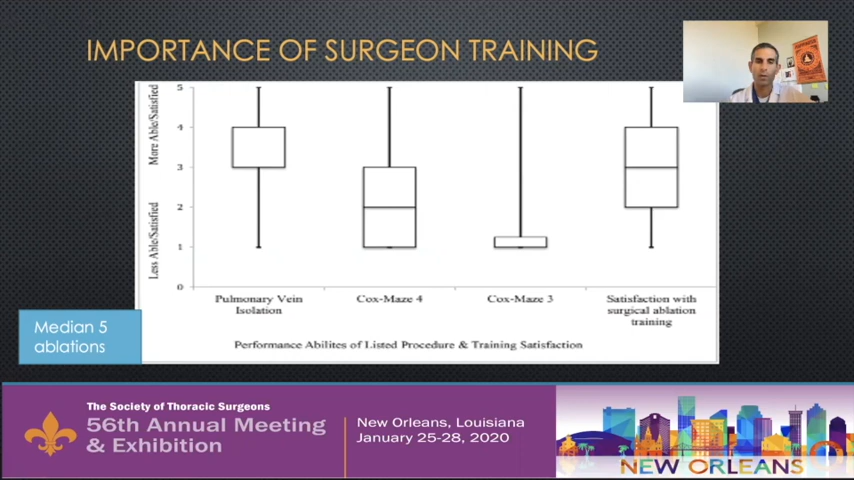 IMPORTANCE OF SURGEON TRAINING
More Able/Satisfied
Less Able/Satisfied
5
4
3
2
1
0
Pulmonary Vein
Isolation
Cox-Maze 4
Cox-Maze 3
Satisfaction with
surgical ablation
training
Performance Abilites of Listed Procedure & Training Satisfaction
Median 5
ablations
The Society of Thoracic Surgeons
56th Annual Meeting
& Exhibition
New Orleans, Louisiana
January 25-28, 2020
NEW ORLEANS